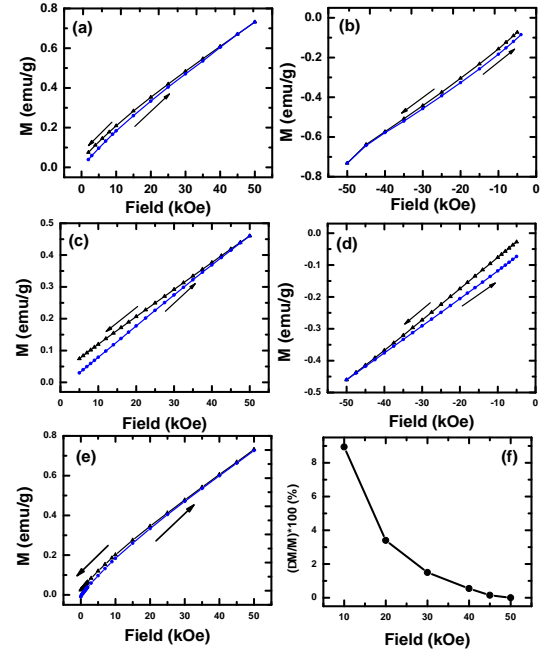 (a)
M (emu/g)
0.8
0.6
0.4
0.2
0.0
0 10 20 30 40 50
Field (kOe)
(b)
M (emu/g)
0.0
-0.2
-0.4
-0.6
-0.8
-50 -40 -30 -20 -10
Field (kOe)
(c)
M (emu/g)
0.5
0.4
0.3
0.2
0.1
0.0
0 10 20 30 40 50
Field (kOe)
(d)
M (emu/g)
0.0
-0.1
-0.2
-0.3
-0.4
-0.5
-50 -40 -30 -20 -10
Field (kOe)
(e)
M (emu/g)
0.8
0.6
0.4
0.2
0.0
0 10 20 30 40 50
Field (kOe)
(f)
(DM/M)*100 (%)
8
6
4
2
0
10 20 30 40 50
Field (kOe)